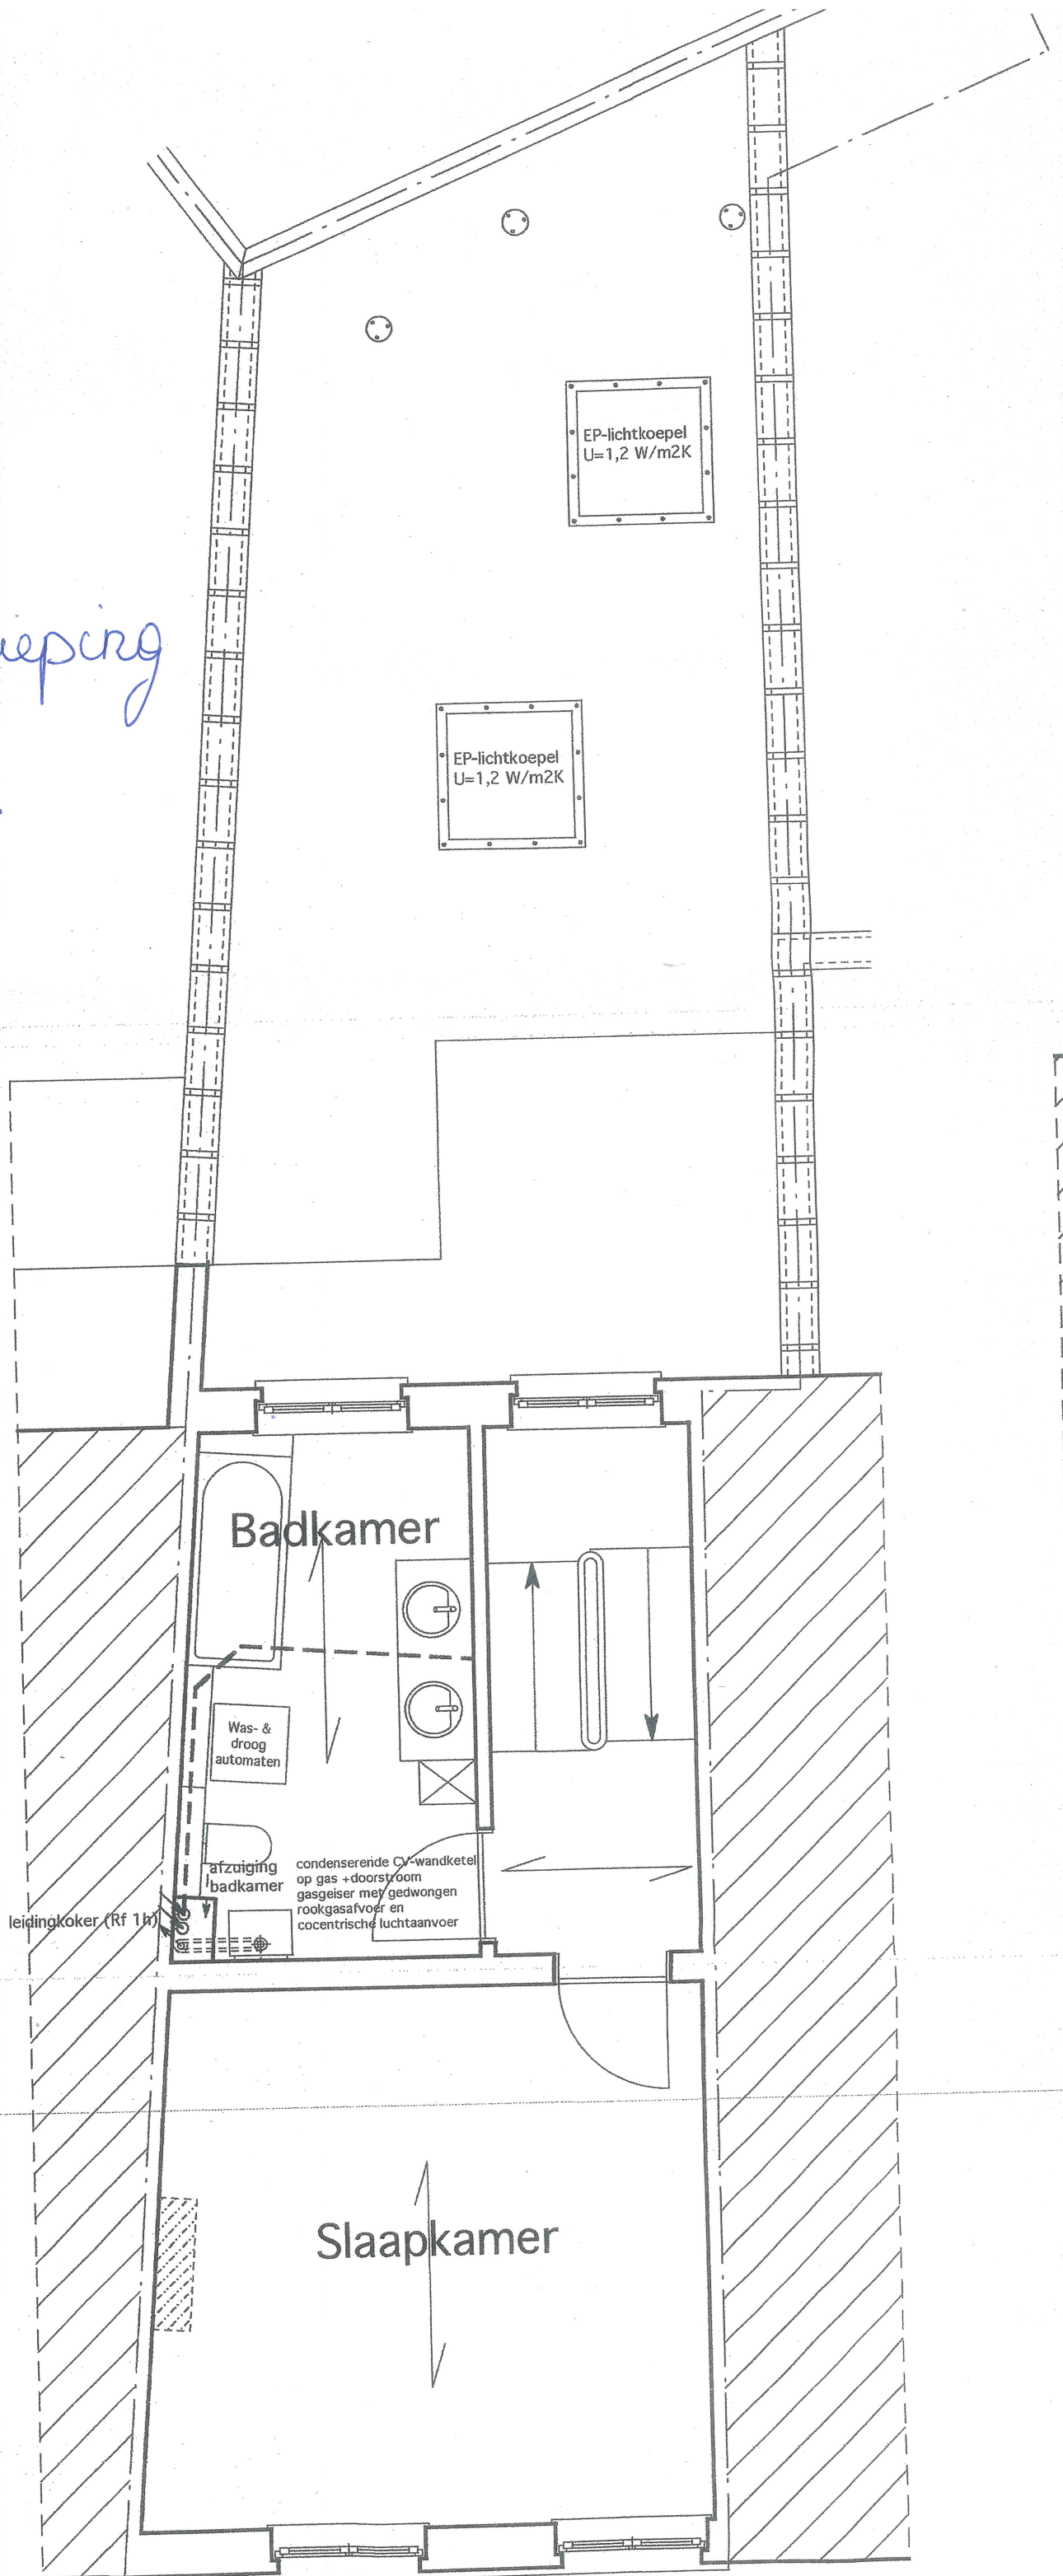 EP-lichtkoepel
U=1,2 W/m2K
ieping
EP-lichtkoepel
U=1,2 W/m2K
Badkamer
Was- &
droog
automaten
afzuiging
badkamer
condenserende CV-wandketel
op gas +doorstroom
gasgeiser met gedwongen
rookgasafvoer en
cocentrische luchtaanvoer
leidingkoker (Rf 1h)
Slaapkamer